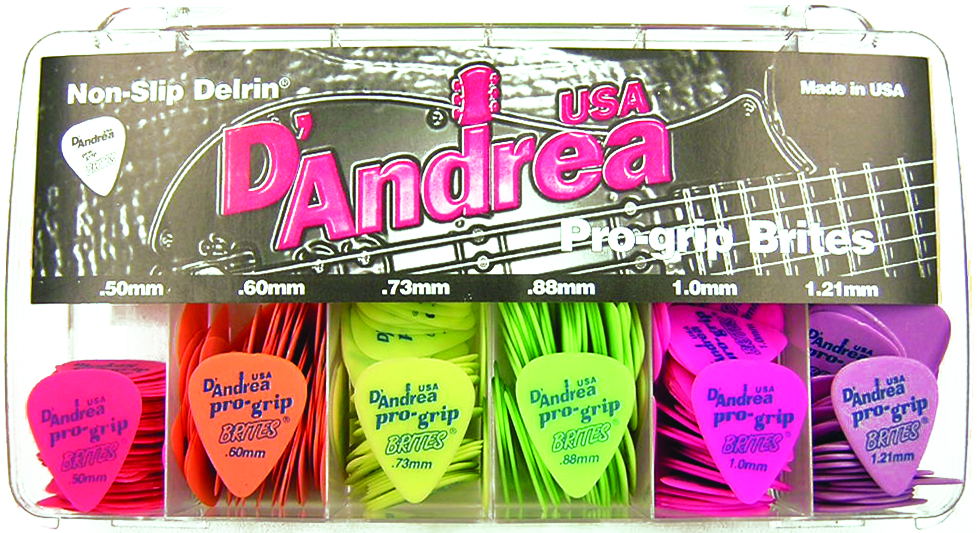 Non-Slip Delrin®
Made in USA
USA
D'Andrea
Pro-grip Brites
D'Andrea
.50mm
.60mm
.73mm
.88mm
1.0mm
1.21mm
USA
D'Andrea
pro-grip
BRITES
.50mm
USA
D'Andrea
pro-grip
BRITES®
.60mm
USA
D'Andrea
pro-grip
BRITES®
.73mm
USA
D'Andrea
pro-grip
BRITES®
.88mm
USA
D'Andrea
pro-grip
BRITES®
1.0mm
USA
D'Andrea
pro-grip
BRITES®
1.21mm